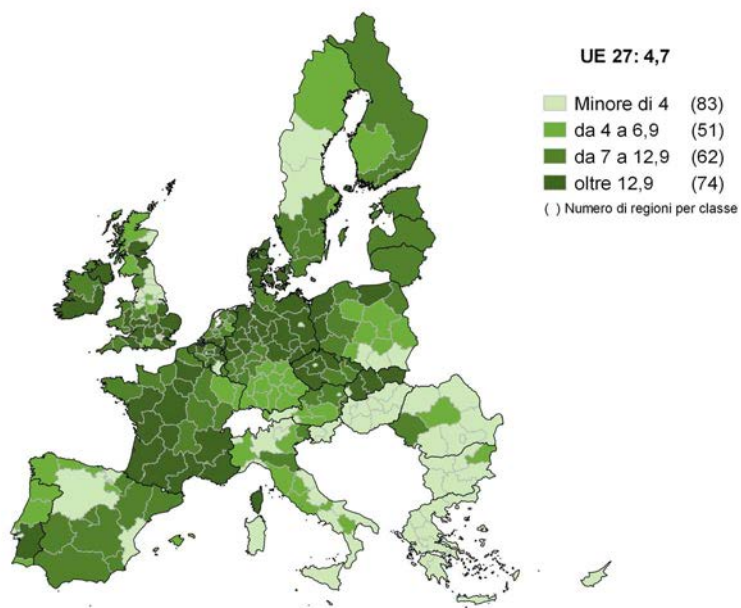 UE 27: 4,7
Minore di 4 (83)
da 4 a 6,9 (51)
da 7 a 12,9 (62)
oltre 12,9 (74)
( ) Numero di regioni per classe